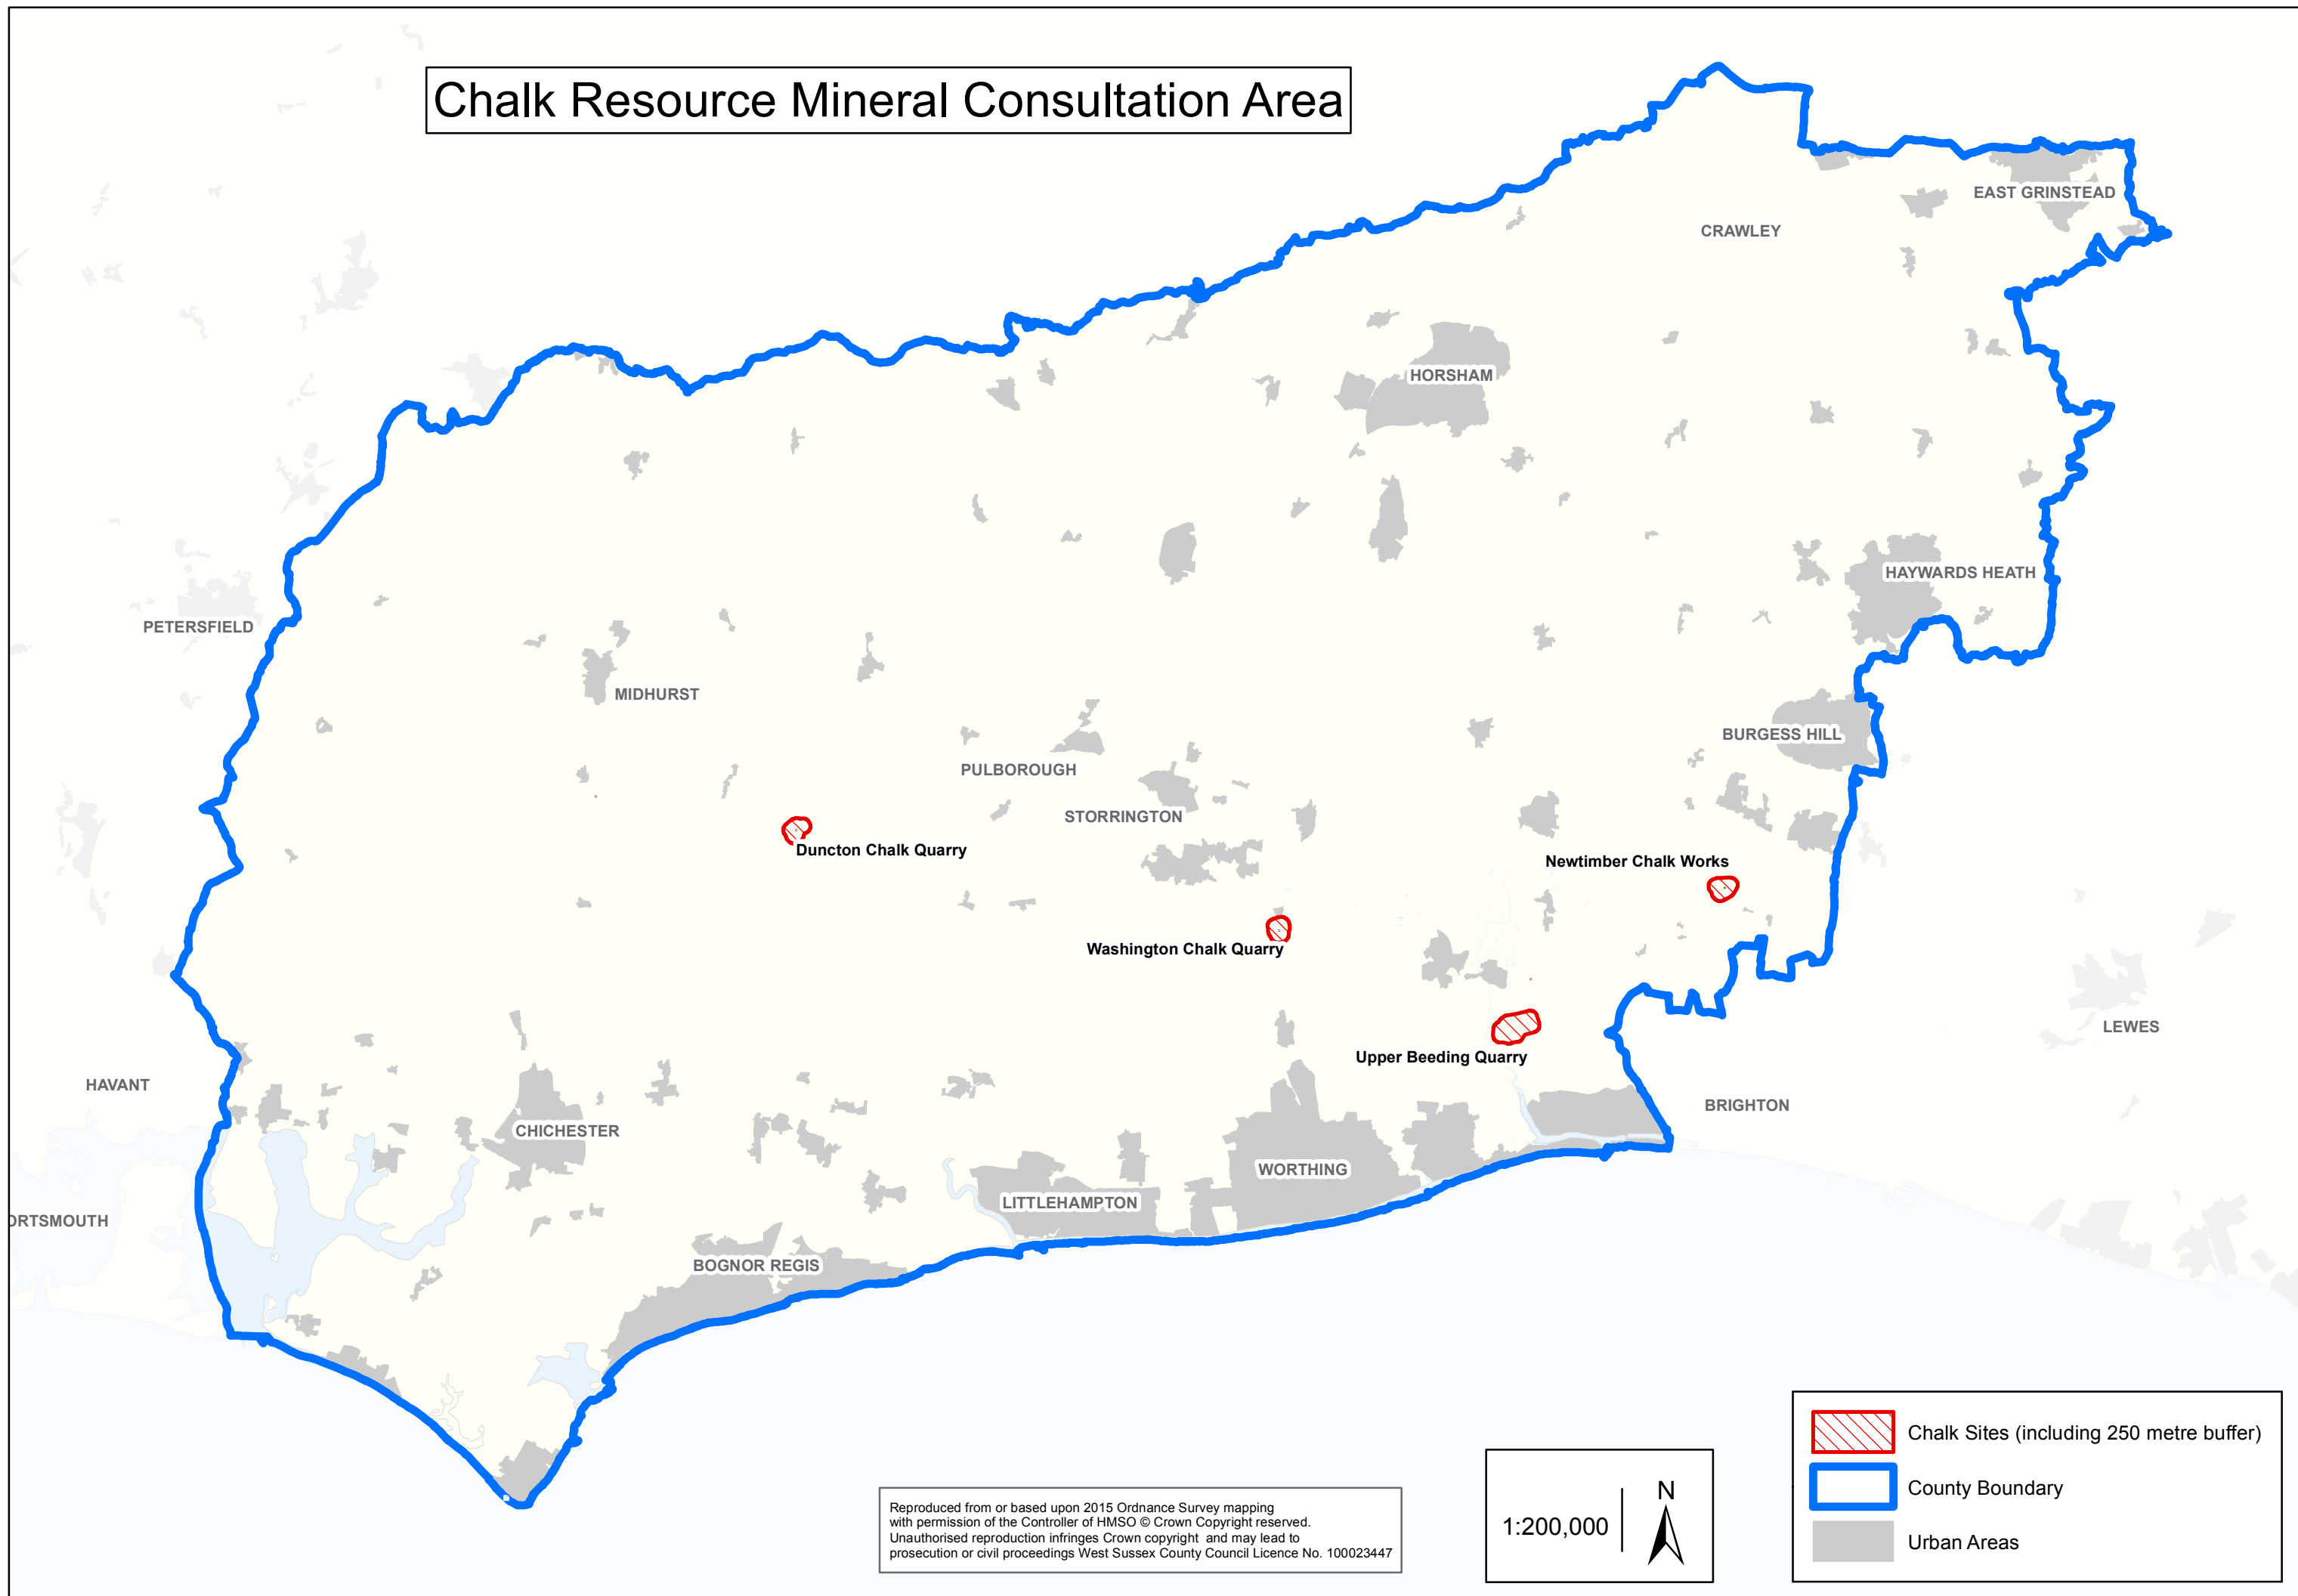 Chalk Resource Mineral Consultation Area
EAST GRINSTEAD
CRAWLEY
HORSHAM
HAYWARDS HEATH
PETERSFIELD
MIDHURST
BURGESS HILL
PULBOROUGH
STORRINGTON
Duncton Chalk Quarry
Newtimber Chalk Works
Washington Chalk Quarry
LEWES
Upper Beeding Quarry
HAVANT
BRIGHTON
CHICHESTER
WORTHING
LITTLEHAMPTON
ORTSMOUTH
BOGNOR REGIS
Chalk Sites (including 250 metre buffer)
County Boundary
Urban Areas
N
1:200,000
Reproduced from or based upon 2015 Ordnance Survey mapping
with permission of the Controller of HMSO © Crown Copyright reserved.
Unauthorised reproduction infringes Crown copyright and may lead to
prosecution or civil proceedings West Sussex County Council Licence No. 100023447